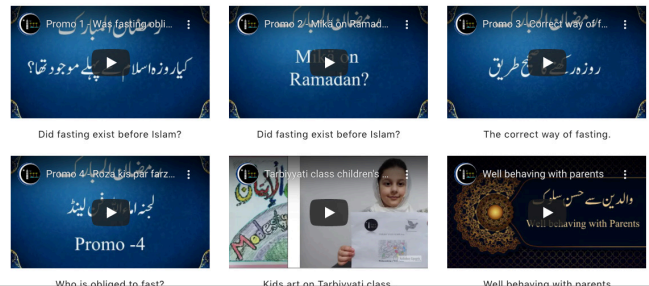 Promo 1 - Was fasting obli...
کیا روزہ اسلام سے پہلے موجود تھا؟
Did fasting exist before Islam?
Promo 2 - Mikä on Ramad...
Mikä on
Ramadan?
Did fasting exist before Islam?
Promo 3 - Correct way of f...
روزہ رکھنے کا صحیح طریق
The correct way of fasting.
Promo 4 - Roza kis par farz...
Promo -4
Who is obliged to fast?
Tarbiyyati class children's ...
Kids art on Tarbiyyati class
Well behaving with parents
والدین سے حسن سلوک
Well behaving with Parents
Well behaving with parents